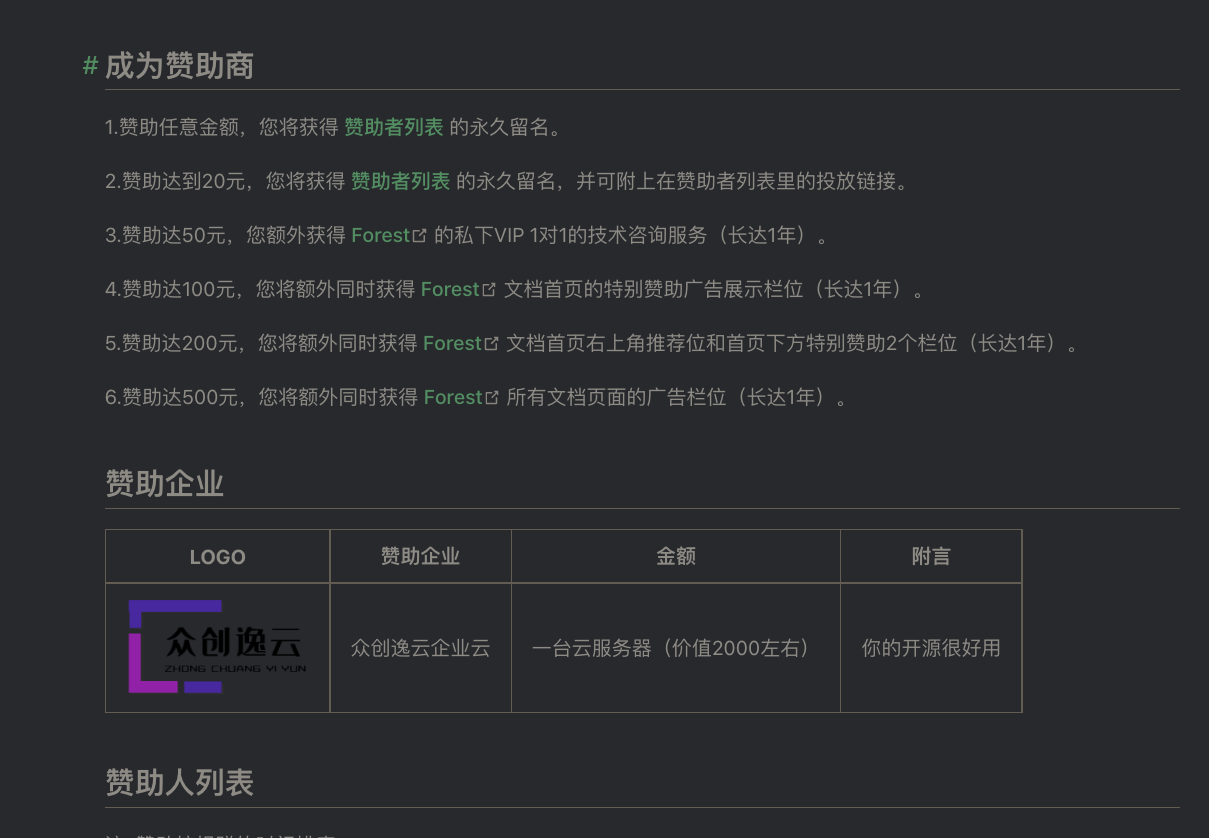 # 成为赞助商
1.赞助任意金额，您将获得 赞助者列表 的永久留名。
2.赞助达到20元，您将获得 赞助者列表 的永久留名，并可附上在赞助者列表里的投放链接。
3.赞助达50元，您额外获得 Forest 的私下VIP 1对1的技术咨询服务（长达1年）。
4.赞助达100元，您将额外同时获得 Forest 文档首页的特别赞助广告展示栏位（长达1年）。
5.赞助达200元，您将额外同时获得 Forest 文档首页右上角推荐位和首页下方特别赞助2个栏位（长达1年）。
6.赞助达500元，您将额外同时获得 Forest 所有文档页面的广告栏位（长达1年）。
赞助企业
LOGO 赞助企业 金额 附言
众创逸云
ZHONG CHUANG YI YUN
众创逸云企业云 一台云服务器（价值2000左右） 你的开源很好用
赞助人列表